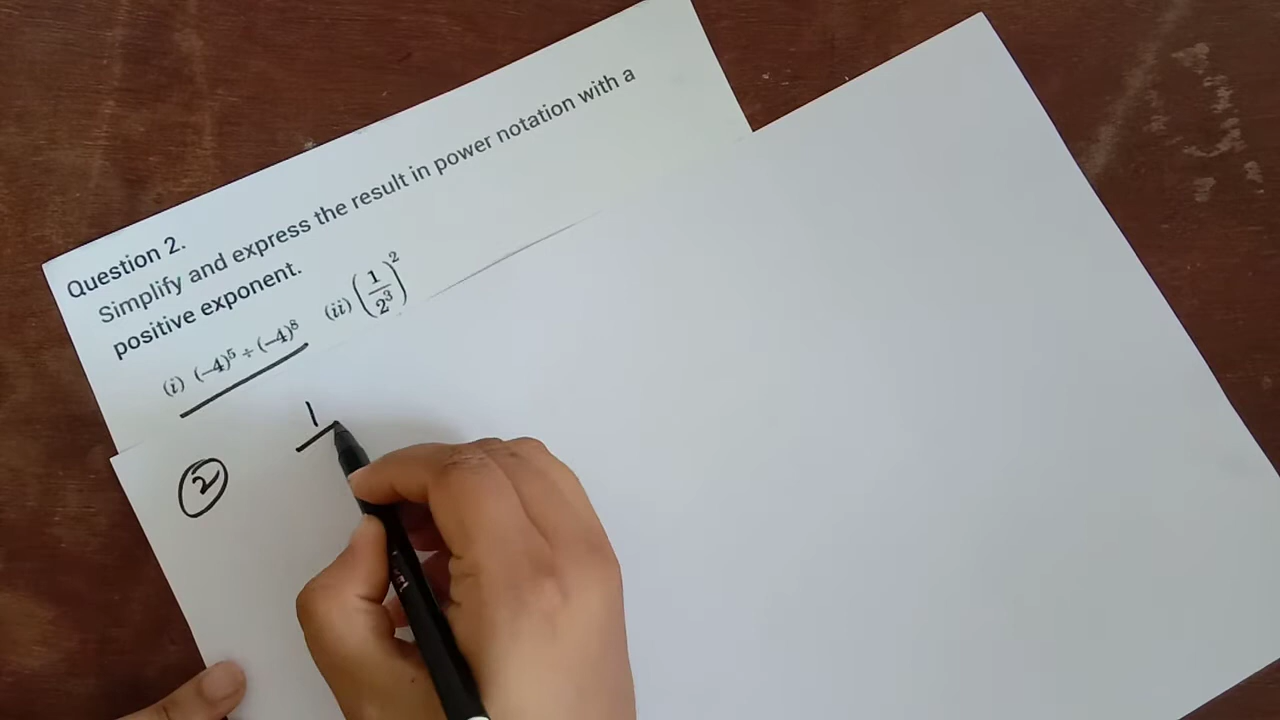 Question 2.
Simplify and express the result in power notation with a
positive exponent.
(i) (–4)⁵ ÷ (–4)⁸ (ii) (1/2³)²
② 1